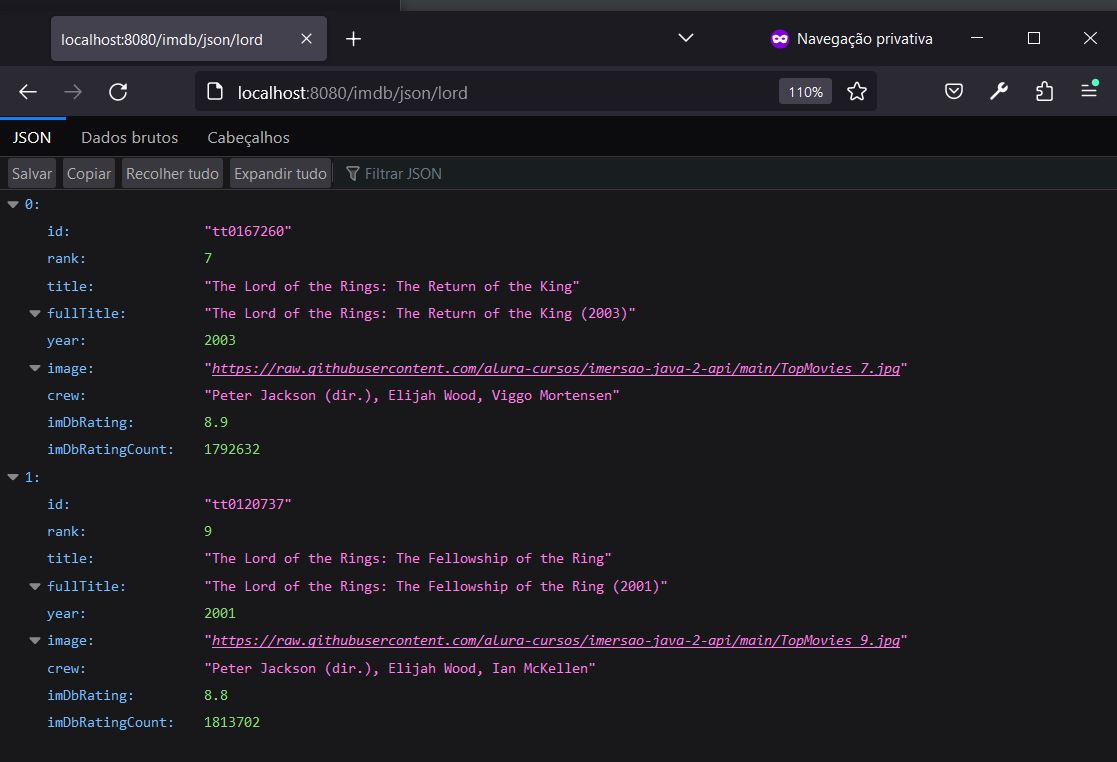 localhost:8080/imdb/json/lord
Navegação privativa
localhost:8080/imdb/json/lord 110%
JSON Dados brutos Cabeçalhos
Salvar Copiar Recolher tudo Expandir tudo Filtrar JSON
0:
id: "tt0167260"
rank: 7
title: "The Lord of the Rings: The Return of the King"
fullTitle: "The Lord of the Rings: The Return of the King (2003)"
year: 2003
image: "https://raw.githubusercontent.com/alura-cursos/imersao-java-2-api/main/TopMovies_7.jpg"
crew: "Peter Jackson (dir.), Elijah Wood, Viggo Mortensen"
imDbRating: 8.9
imDbRatingCount: 1792632
1:
id: "tt0120737"
rank: 9
title: "The Lord of the Rings: The Fellowship of the Ring"
fullTitle: "The Lord of the Rings: The Fellowship of the Ring (2001)"
year: 2001
image: "https://raw.githubusercontent.com/alura-cursos/imersao-java-2-api/main/TopMovies_9.jpg"
crew: "Peter Jackson (dir.), Elijah Wood, Ian McKellen"
imDbRating: 8.8
imDbRatingCount: 1813702